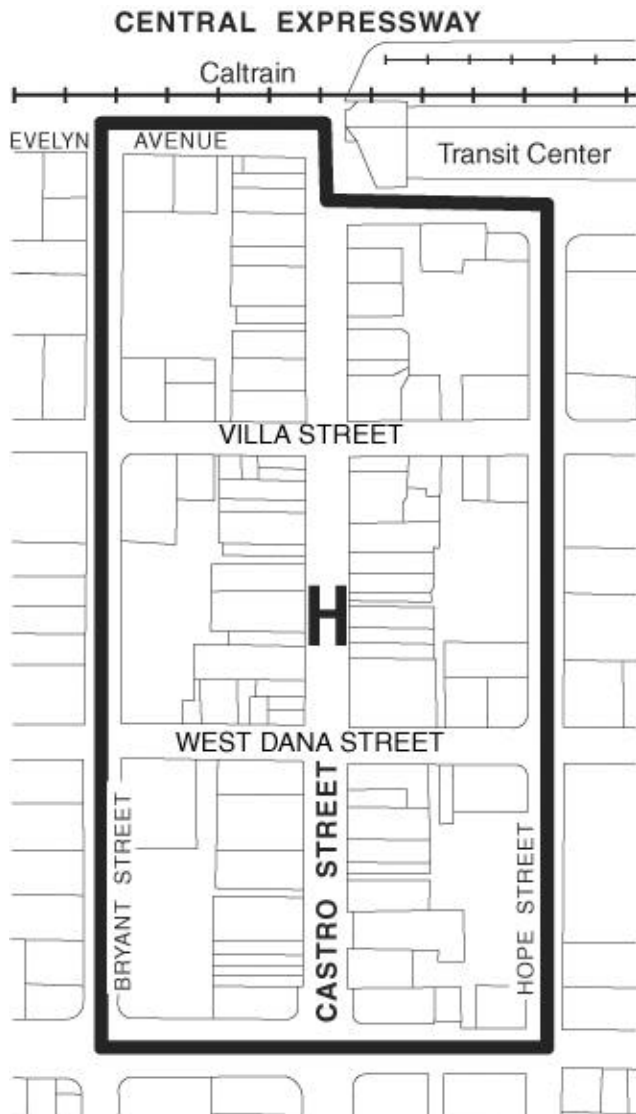 CENTRAL EXPRESSWAY
Caltrain
EVELYN AVENUE
Transit Center
VILLA STREET
H
WEST DANA STREET
BRYANT STREET
CASTRO STREET
HOPE STREET